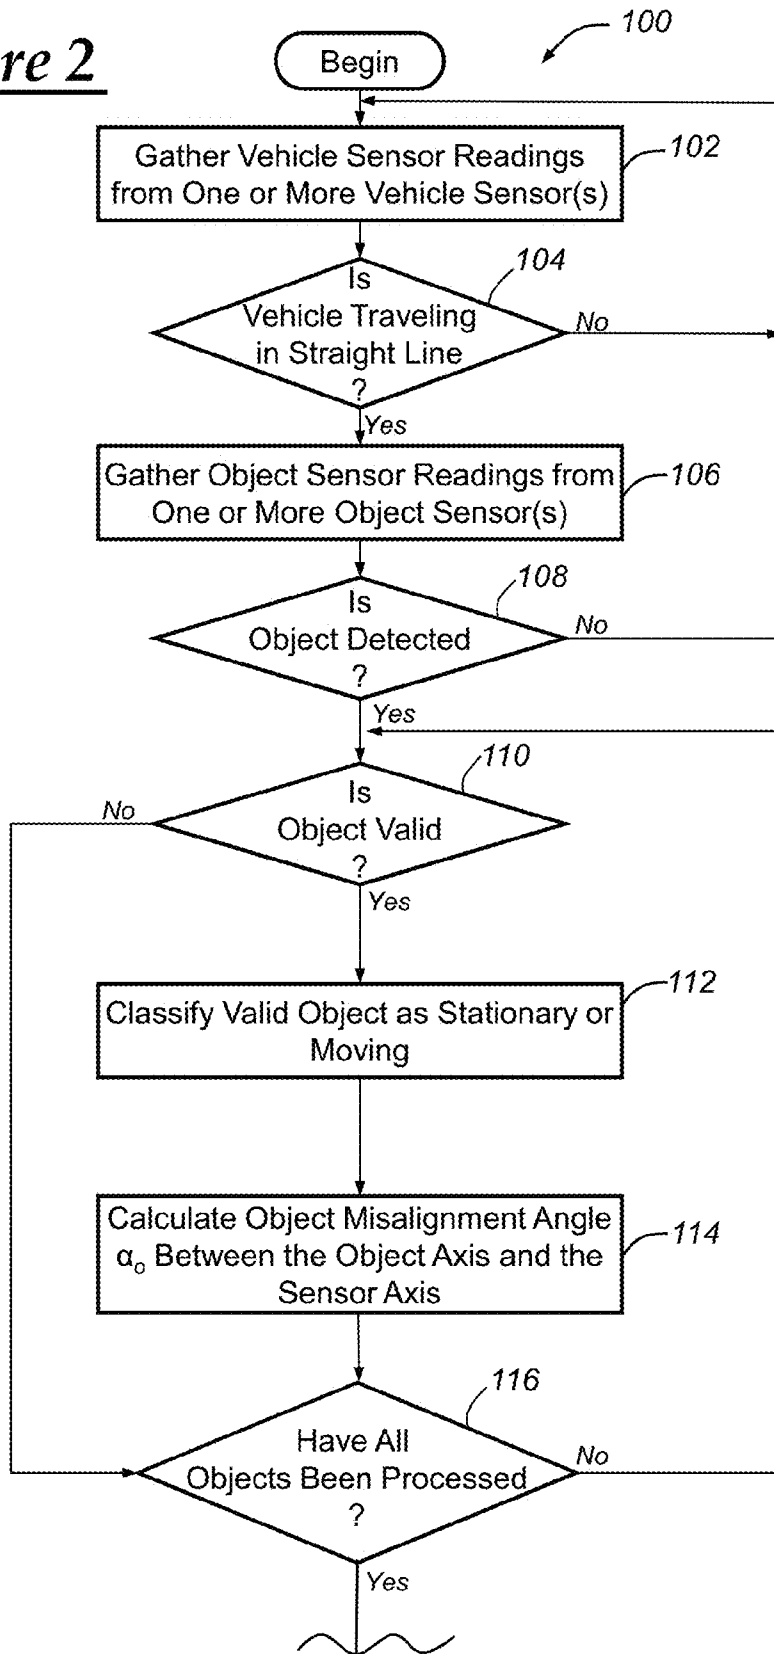 re 2
100
Begin
Gather Vehicle Sensor Readings
from One or More Vehicle Sensor(s)
102
104
Is
Vehicle Traveling
in Straight Line
?
No
Yes
Gather Object Sensor Readings from
One or More Object Sensor(s)
106
108
Is
Object Detected
?
No
Yes
110
Is
Object Valid
?
No
Yes
Classify Valid Object as Stationary or
Moving
112
Calculate Object Misalignment Angle
αₒ Between the Object Axis and the
Sensor Axis
114
116
Have All
Objects Been Processed
?
No
Yes